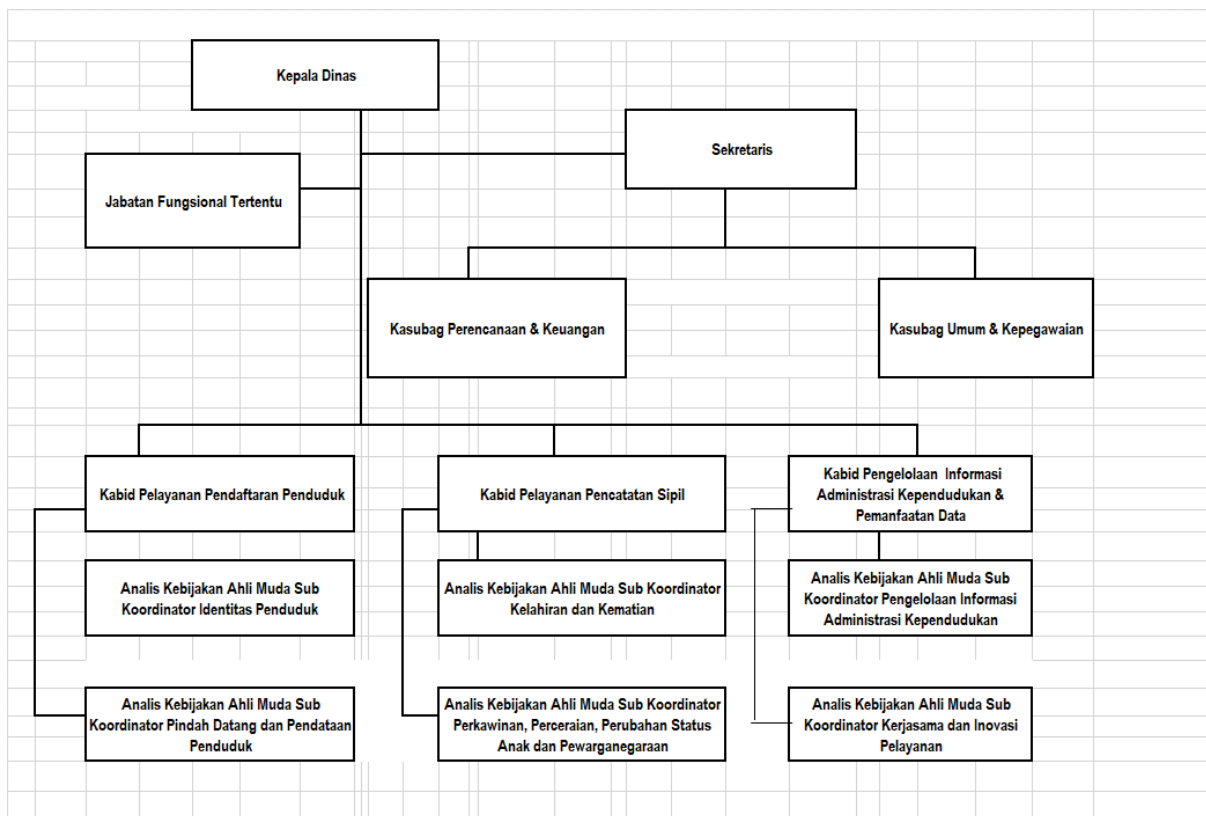 Kepala Dinas
Sekretaris
Jabatan Fungsional Tertentu
Kasubag Perencanaan & Keuangan
Kasubag Umum & Kepegawaian
Kabid Pelayanan Pendaftaran Penduduk
Kabid Pelayanan Pencatatan Sipil
Kabid Pengelolaan Informasi
Administrasi Kependudukan &
Pemanfaatan Data
Analis Kebijakan Ahli Muda Sub
Koordinator Identitas Penduduk
Analis Kebijakan Ahli Muda Sub Koordinator
Kelahiran dan Kematian
Analis Kebijakan Ahli Muda Sub
Koordinator Pengelolaan Informasi
Administrasi Kependudukan
Analis Kebijakan Ahli Muda Sub
Koordinator Pindah Datang dan Pendataan
Penduduk
Analis Kebijakan Ahli Muda Sub Koordinator
Perkawinan, Perceraian, Perubahan Status
Anak dan Pewarganegaraan
Analis Kebijakan Ahli Muda Sub
Koordinator Kerjasama dan Inovasi
Pelayanan